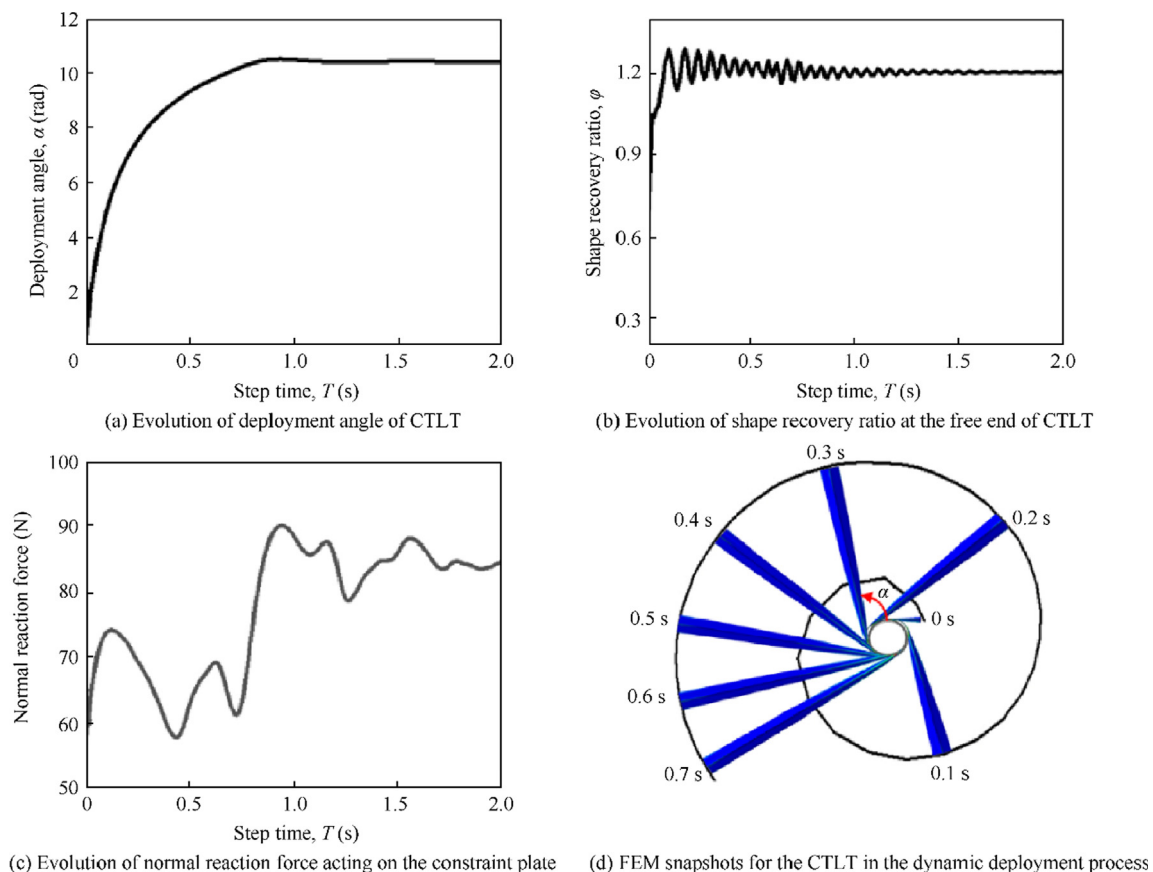 12
10
8
6
4
2
0
0.5
1.0
1.5
2.0
Deployment angle, α (rad)
Step time, T (s)
(a) Evolution of deployment angle of CTLT
1.2
0.9
0.6
0.3
0
0.5
1.0
1.5
2.0
Shape recovery ratio, φ
Step time, T (s)
(b) Evolution of shape recovery ratio at the free end of CTLT
100
90
80
70
60
50
0
0.5
1.0
1.5
2.0
Normal reaction force (N)
Step time, T (s)
(c) Evolution of normal reaction force acting on the constraint plate
0.3 s
0.4 s
0.2 s
α
0 s
0.5 s
0.6 s
0.7 s
0.1 s
(d) FEM snapshots for the CTLT in the dynamic deployment process